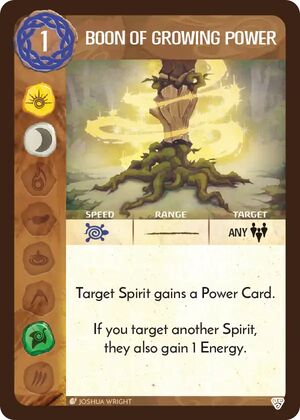 1 BOON OF GROWING POWER
SPEED RANGE TARGET
ANY
Target Spirit gains a Power Card.
If you target another Spirit,
they also gain 1 Energy.
JOSHUA WRIGHT